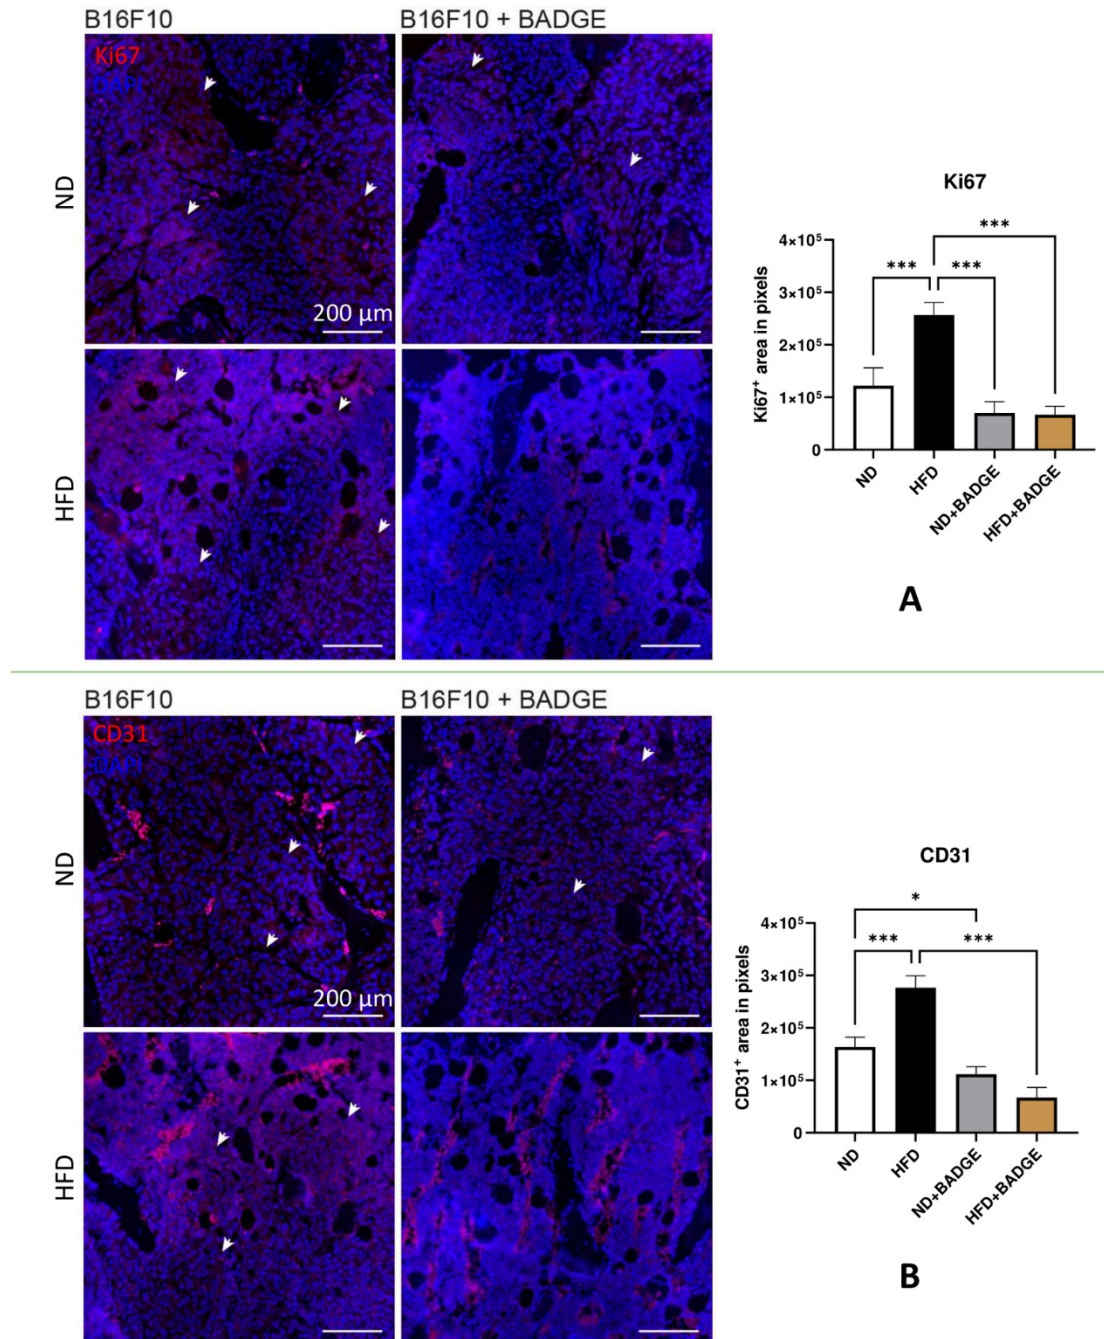 B16F10
B16F10 + BADGE
Ki67
DAPI
ND
200 µm
HFD
Ki67
***
***
***
4×10⁵
3×10⁵
2×10⁵
1×10⁵
0
Ki67⁺ area in pixels
ND
HFD
ND+BADGE
HFD+BADGE
A
B16F10
B16F10 + BADGE
CD31
DAPI
ND
200 µm
HFD
CD31
*
***
***
4×10⁵
3×10⁵
2×10⁵
1×10⁵
0
CD31⁺ area in pixels
ND
HFD
ND+BADGE
HFD+BADGE
B